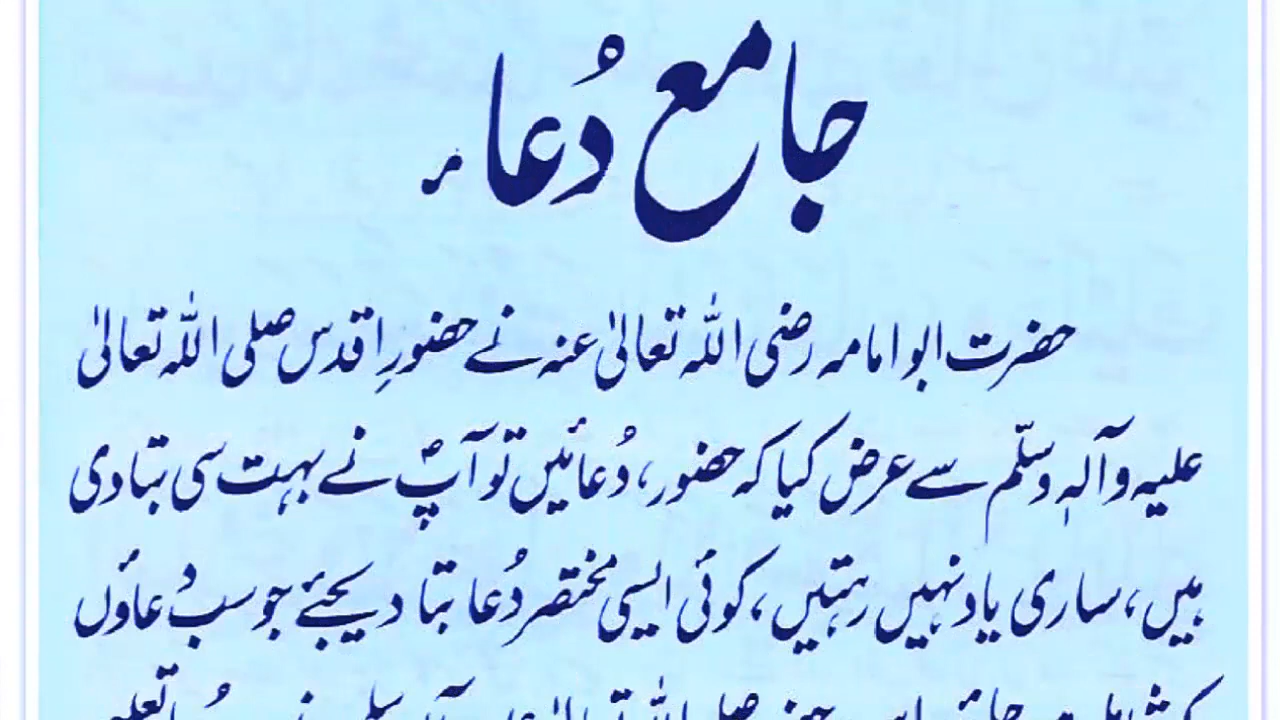 جامع دُعاء
حضرت ابو امامہ رضی اللہ تعالیٰ عنہ نے حضورِ اقدس صلی اللہ تعالیٰ
علیہ وآلہٖ وسلّم سے عرض کیا کہ حضور، دُعائیں تو آپؐ نے بہت سی بتا دی
ہیں، ساری یاد نہیں رہتیں، کوئی ایسی مختصر دُعا بتا دیجئے جو سب دُعاؤں